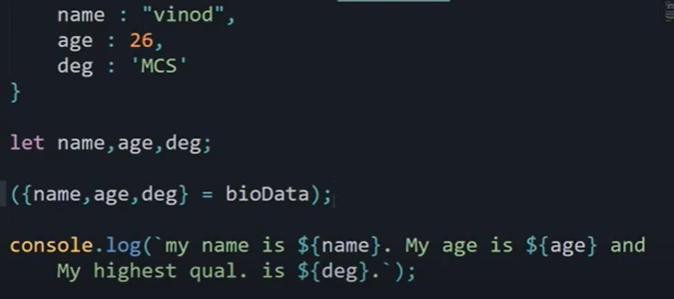 name : "vinod",
age : 26,
deg : 'MCS'
}
let name,age,deg;
({name,age,deg} = bioData);
console.log(`my name is ${name}. My age is ${age} and
My highest qual. is ${deg}.`);